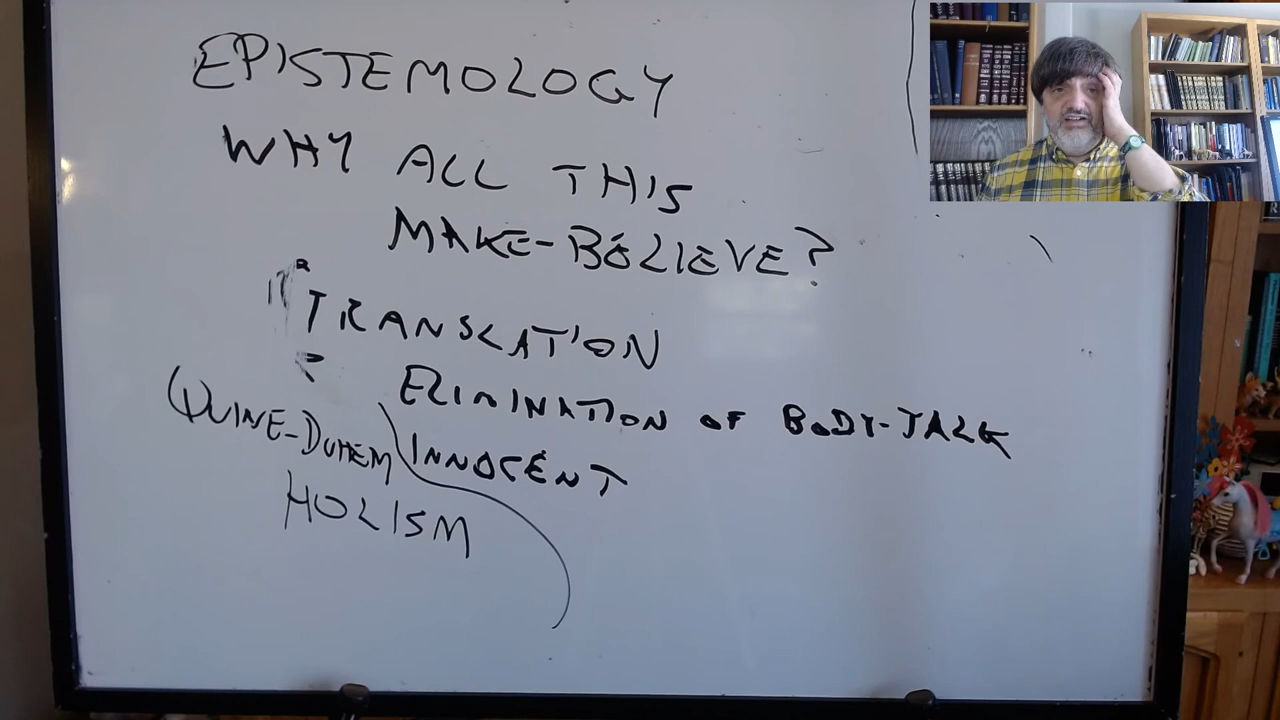 EPISTEMOLOGY
WHY ALL THIS
MAKE-BELIEVE?
TRANSLATION
ELIMINATION OF BODY-TALK
INNOCENT
QUINE-DUHEM
HOLISM